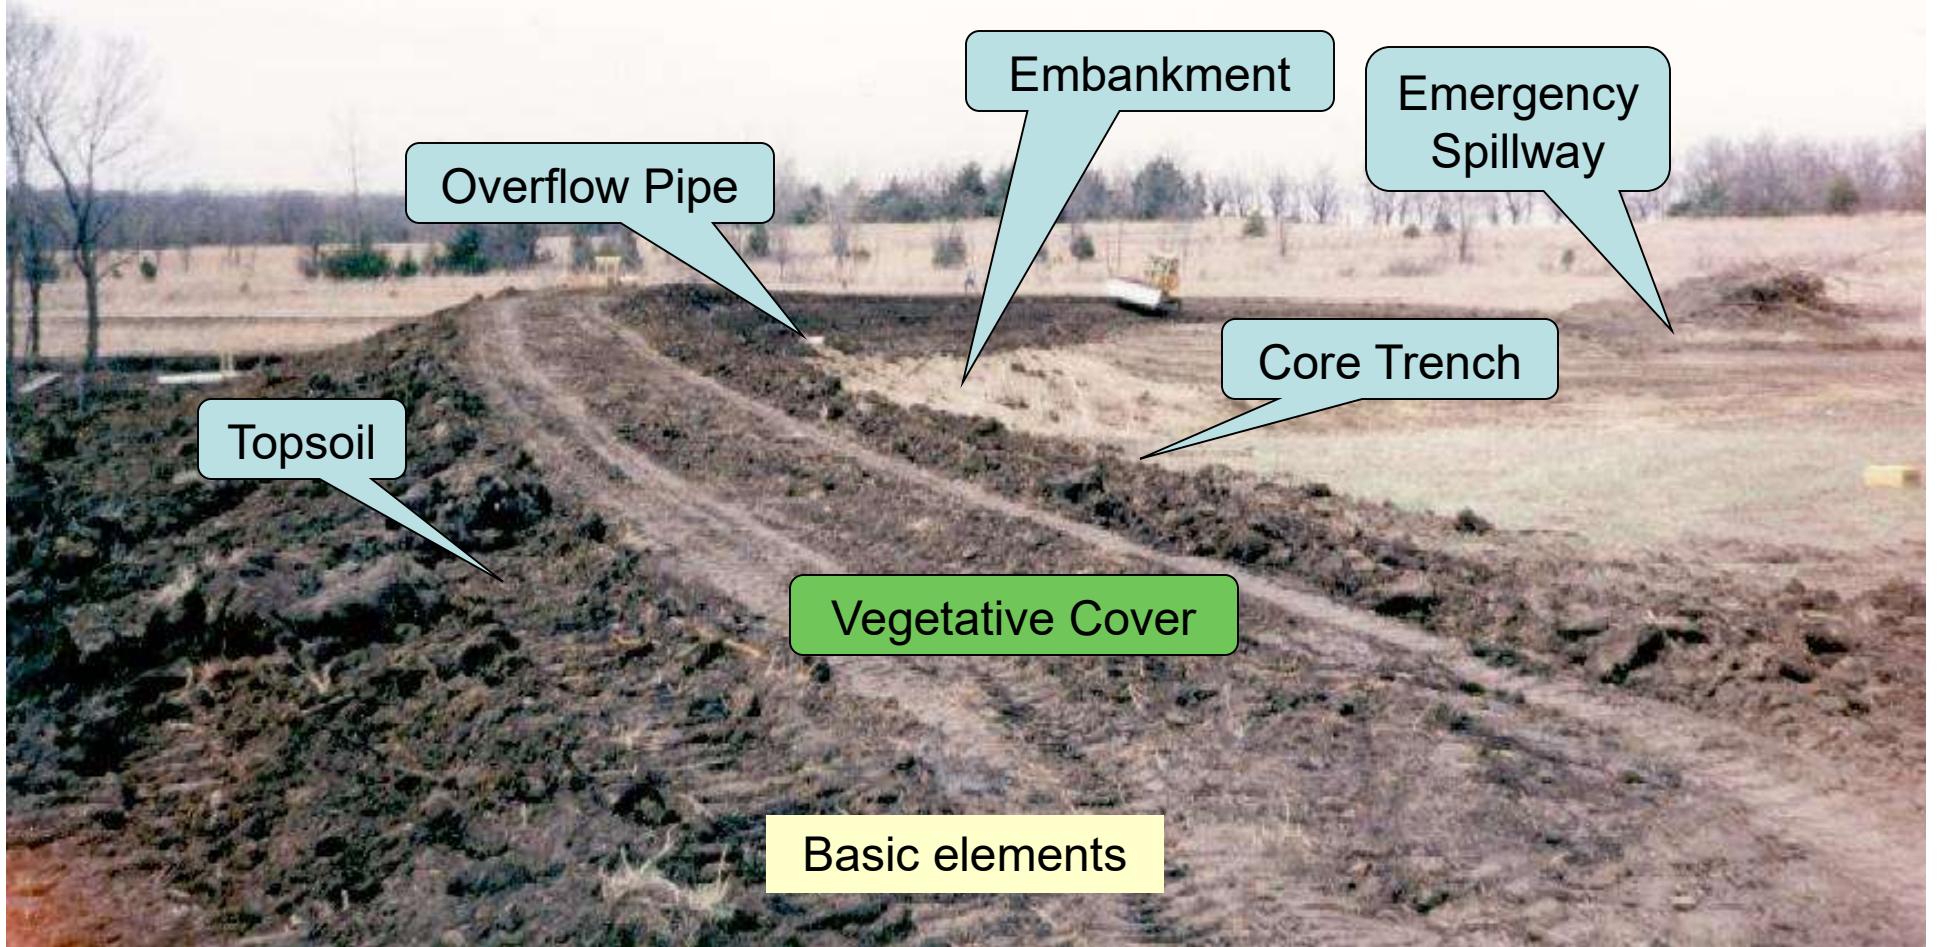 Embankment
Emergency
Spillway
Overflow Pipe
Core Trench
Topsoil
Vegetative Cover
Basic elements